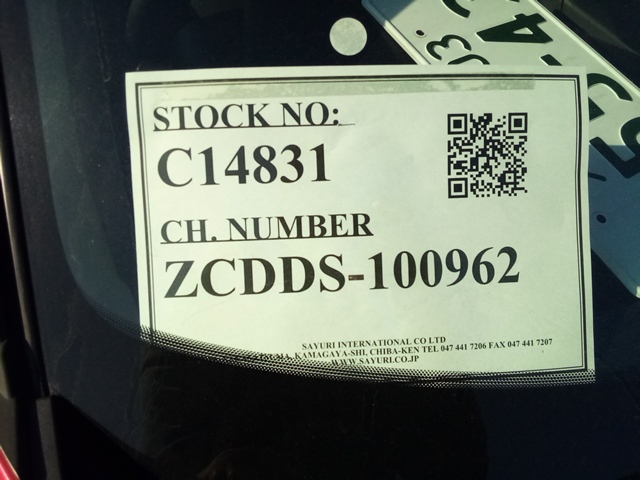 STOCK NO:
C14831
CH. NUMBER
ZCDDS-100962
SAYURI INTERNATIONAL CO LTD
KAMAGAYA-SHI, CHIBA-KEN TEL 047 441 7206 FAX 047 441 7207
WWW.SAYURI.CO.JP